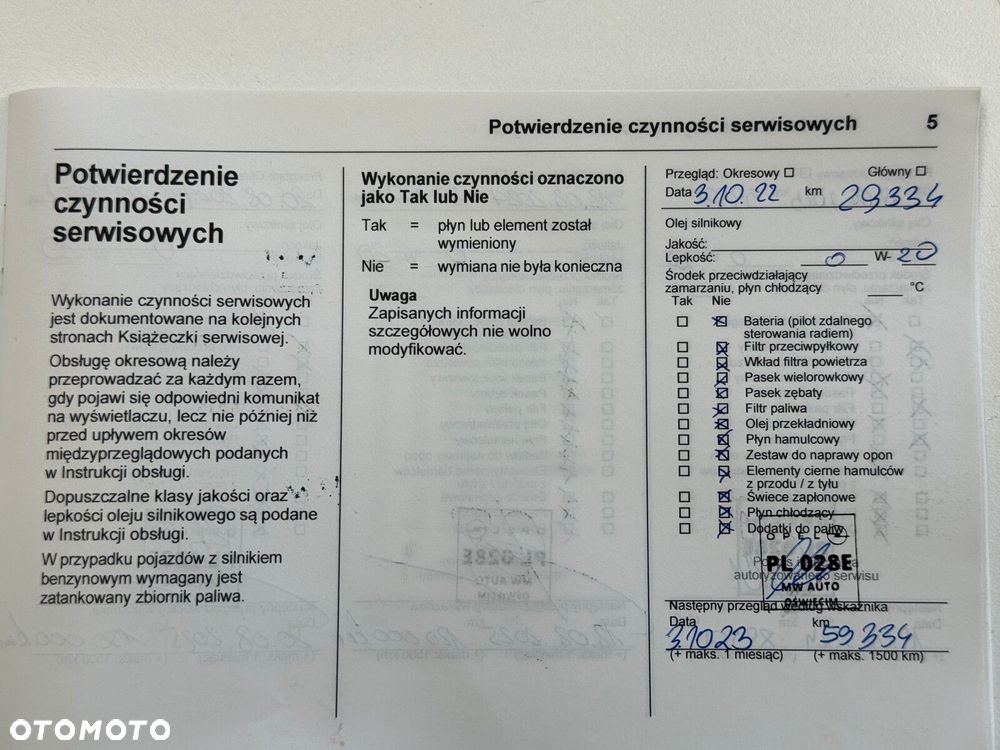 Potwierdzenie czynności serwisowych 5
Potwierdzenie
czynności
serwisowych
Wykonanie czynności serwisowych
jest dokumentowane na kolejnych
stronach Książeczki serwisowej.
Obsługę okresową należy
przeprowadzać za każdym razem,
gdy pojawi się odpowiedni komunikat
na wyświetlaczu, lecz nie później niż
przed upływem okresów
międzyprzeglądowych podanych
w Instrukcji obsługi.
Dopuszczalne klasy jakości oraz
lepkości oleju silnikowego są podane
w Instrukcji obsługi.
W przypadku pojazdów z silnikiem
benzynowym wymagany jest
zatankowany zbiornik paliwa.
Wykonanie czynności oznaczono
jako Tak lub Nie
Tak = płyn lub element został
wymieniony
Nie = wymiana nie była konieczna
Uwaga
Zapisanych informacji
szczegółowych nie wolno
modyfikować.
Przegląd: Okresowy Główny
Data 3.10.22 km 29334
Olej silnikowy
Jakość:
Lepkość: 0 W- 20
Środek przeciwdziałający
zamarzaniu, płyn chłodzący °C
Tak Nie
Bateria (pilot zdalnego
sterowania radiem)
Filtr przeciwpyłkowy
Wkład filtra powietrza
Pasek wielorowkowy
Pasek zębaty
Filtr paliwa
Olej przekładniowy
Płyn hamulcowy
Zestaw do naprawy opon
Elementy cierne hamulców
z przodu / z tyłu
Świece zapłonowe
Płyn chłodzący
Dodatki do paliw
OPEL
PL 028E
autoryzowanego serwisu
MW AUTO
OŚWIĘCIM
Następny przegląd według wskaźnika
Data km
3.10.23 59334
(+ maks. 1 miesiąc) (+ maks. 1500 km)
OTOMOTO